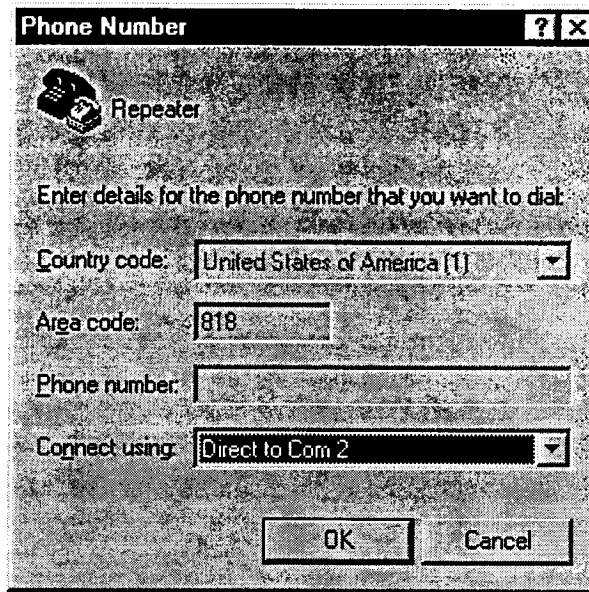 Phone Number
Repeater
Enter details for the phone number that you want to dial:
Country code: United States of America (1)
Area code: 818
Phone number:
Connect using: Direct to Com 2
OK Cancel